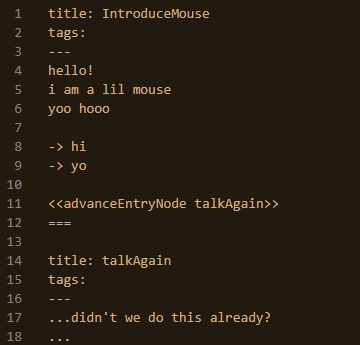 1 title: IntroduceMouse
2 tags:
3 ---
4 hello!
5 i am a lil mouse
6 yoo hooo
7
8 -> hi
9 -> yo
10
11 <<advanceEntryNode talkAgain>>
12 ===
13
14 title: talkAgain
15 tags:
16 ---
17 ...didn't we do this already?
18 ...